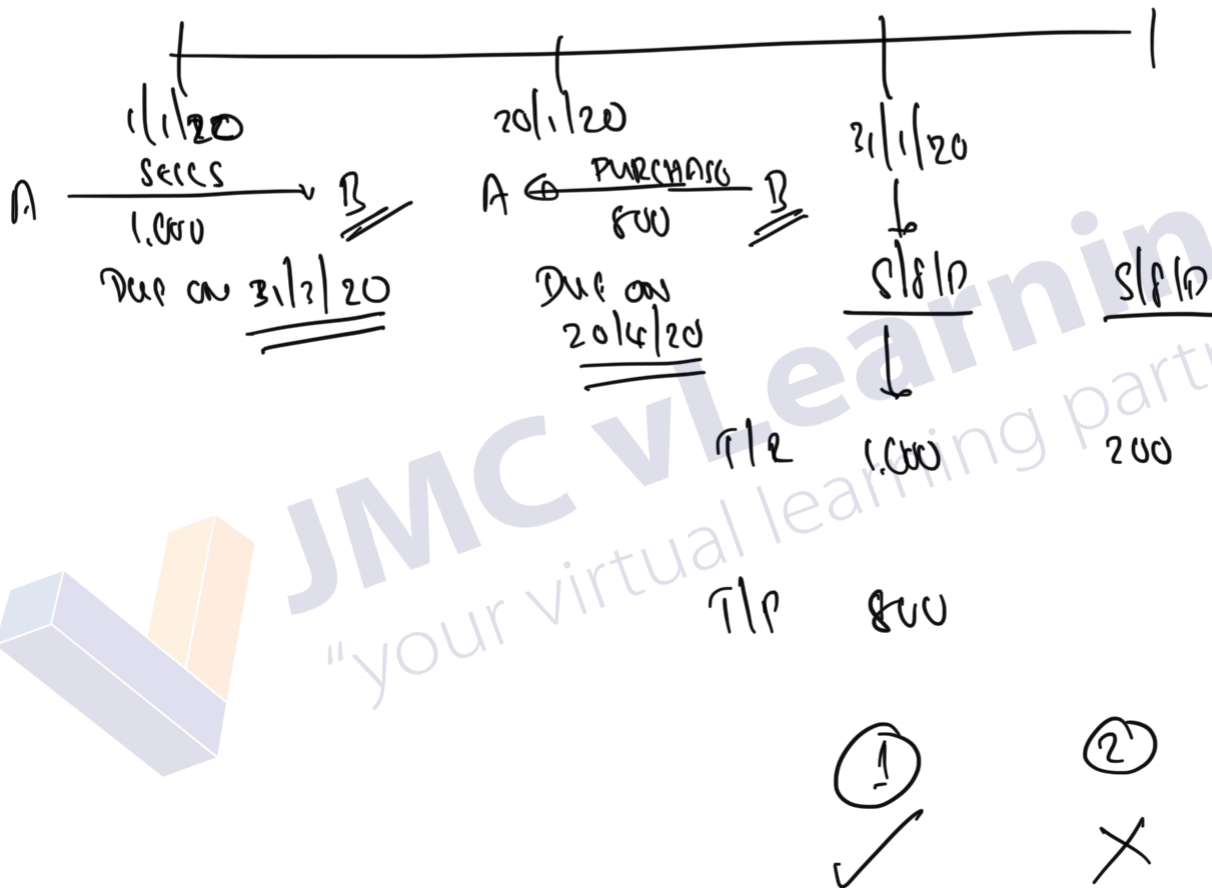 1/1/20 20/1/20 31/1/20
A SELLS B A PURCHASE B
1,000 800
DUE ON 31/3/20 DUE ON S/F/P S/F/P
20/4/20
T/R 1,000 200
T/P 800
1 2
JMC vLearnin
"your virtual learning part